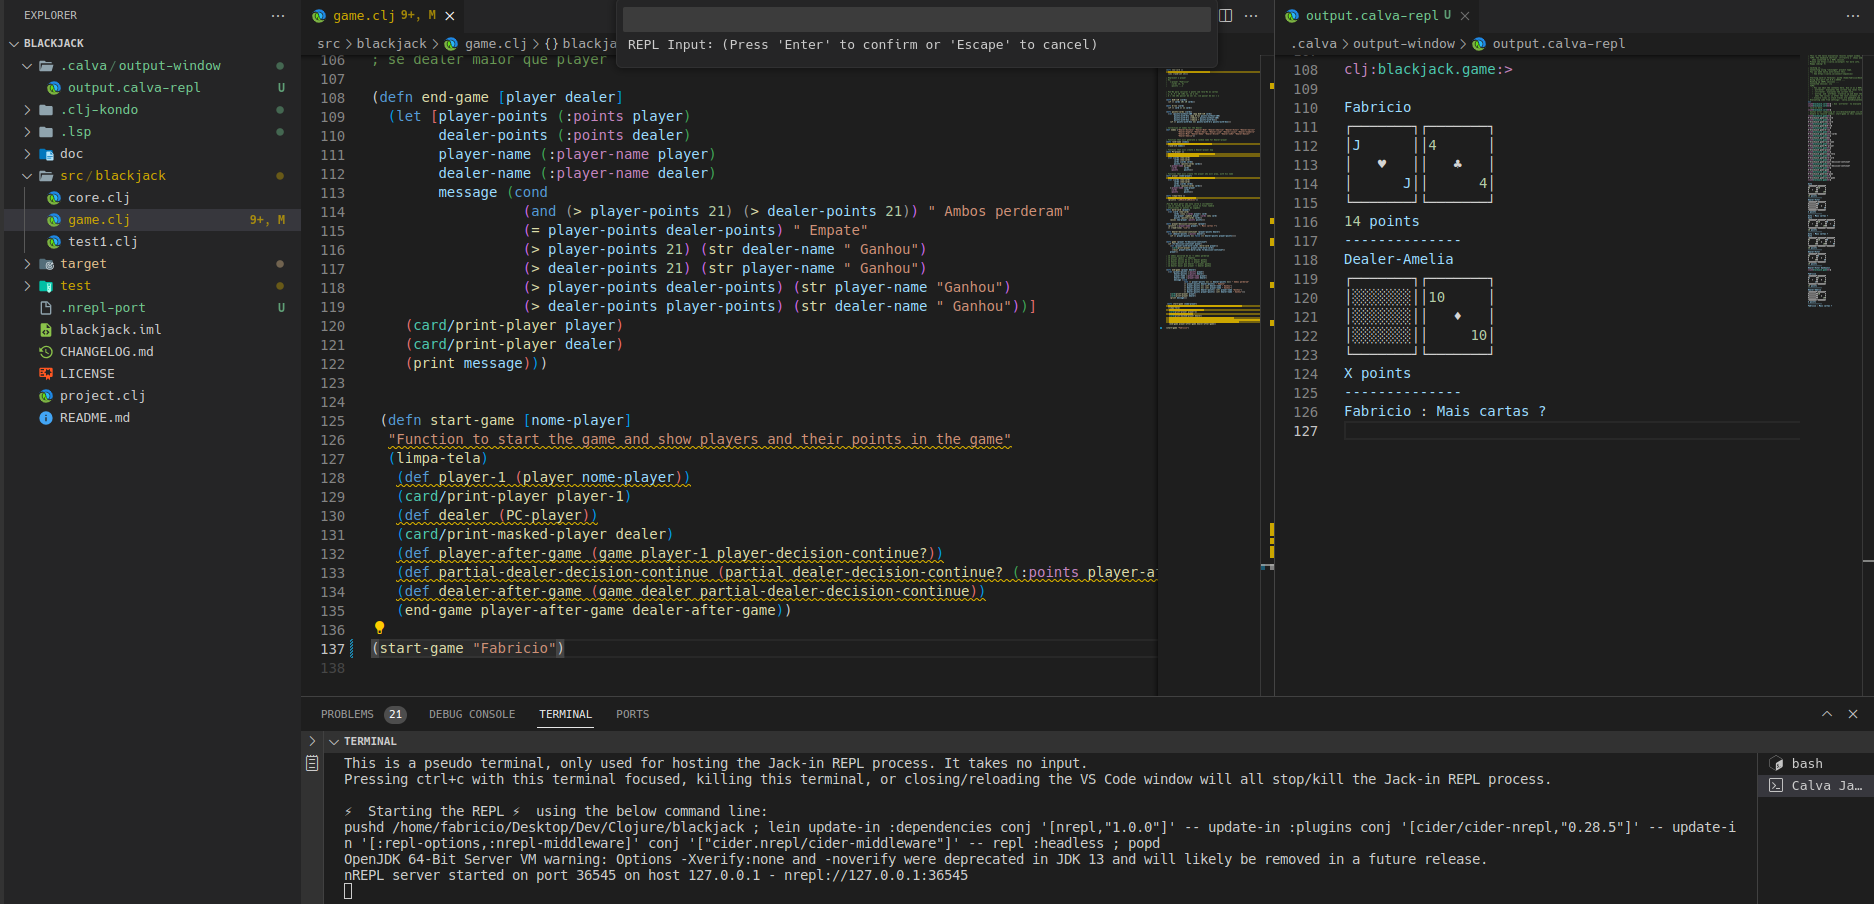 EXPLORER
BLACKJACK
.calva/output-window
output.calva-repl U
.clj-kondo
.lsp
doc
src/blackjack
core.clj
game.clj 9+, M
test1.clj
target
test
.nrepl-port U
blackjack.iml
CHANGELOG.md
LICENSE
project.clj
README.md
game.clj 9+, M
src > blackjack > game.clj > {} blackja
REPL Input: (Press 'Enter' to confirm or 'Escape' to cancel)
106 ; se dealer maior que player
107
108 (defn end-game [player dealer]
109   (let [player-points (:points player)
110         dealer-points (:points dealer)
111         player-name (:player-name player)
112         dealer-name (:player-name dealer)
113         message (cond
114                   (and (> player-points 21) (> dealer-points 21)) " Ambos perderam"
115                   (= player-points dealer-points) " Empate"
116                   (> player-points 21) (str dealer-name " Ganhou")
117                   (> dealer-points 21) (str player-name " Ganhou")
118                   (> player-points dealer-points) (str player-name "Ganhou")
119                   (> dealer-points player-points) (str dealer-name " Ganhou"))]
120     (card/print-player player)
121     (card/print-player dealer)
122     (print message)))
123
124
125  (defn start-game [nome-player]
126   "Function to start the game and show players and their points in the game"
127   (limpa-tela)
128    (def player-1 (player nome-player))
129    (card/print-player player-1)
130    (def dealer (PC-player))
131    (card/print-masked-player dealer)
132    (def player-after-game (game player-1 player-decision-continue?))
133    (def partial-dealer-decision-continue (partial dealer-decision-continue? (:points player-a
134    (def dealer-after-game (game dealer partial-dealer-decision-continue))
135    (end-game player-after-game dealer-after-game))
136
137 (start-game "Fabricio")
138
output.calva-repl U
.calva > output-window > output.calva-repl
108 clj:blackjack.game:>
109
110 Fabricio
111 ┌───────┐┌───────┐
112 |J      ||4      |
113 |   ♥   ||   ♣   |
114 |      J||      4|
115 └───────┘└───────┘
116 14 points
117 --------------
118 Dealer-Amelia
119 ┌───────┐┌───────┐
120 |░░░░░░░||10     |
121 |░░░░░░░||   ♦   |
122 |░░░░░░░||     10|
123 └───────┘└───────┘
124 X points
125 --------------
126 Fabricio : Mais cartas ?
127
PROBLEMS 21 DEBUG CONSOLE TERMINAL PORTS
TERMINAL
This is a pseudo terminal, only used for hosting the Jack-in REPL process. It takes no input.
Pressing ctrl+c with this terminal focused, killing this terminal, or closing/reloading the VS Code window will all stop/kill the Jack-in REPL process.
⚡ Starting the REPL ⚡ using the below command line:
pushd /home/fabricio/Desktop/Dev/Clojure/blackjack ; lein update-in :dependencies conj '[nrepl,"1.0.0"]' -- update-in :plugins conj '[cider/cider-nrepl,"0.28.5"]' -- update-i
n '[:repl-options,:nrepl-middleware]' conj '["cider.nrepl/cider-middleware"]' -- repl :headless ; popd
OpenJDK 64-Bit Server VM warning: Options -Xverify:none and -noverify were deprecated in JDK 13 and will likely be removed in a future release.
nREPL server started on port 36545 on host 127.0.0.1 - nrepl://127.0.0.1:36545
bash
Calva Ja...